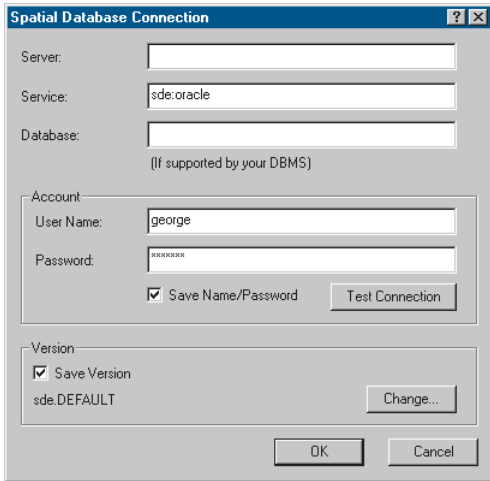 Spatial Database Connection
Server:
Service: sde:oracle
Database:
(If supported by your DBMS)
Account
User Name: george
Password: *******
Save Name/Password Test Connection
Version
Save Version
sde.DEFAULT Change...
OK Cancel